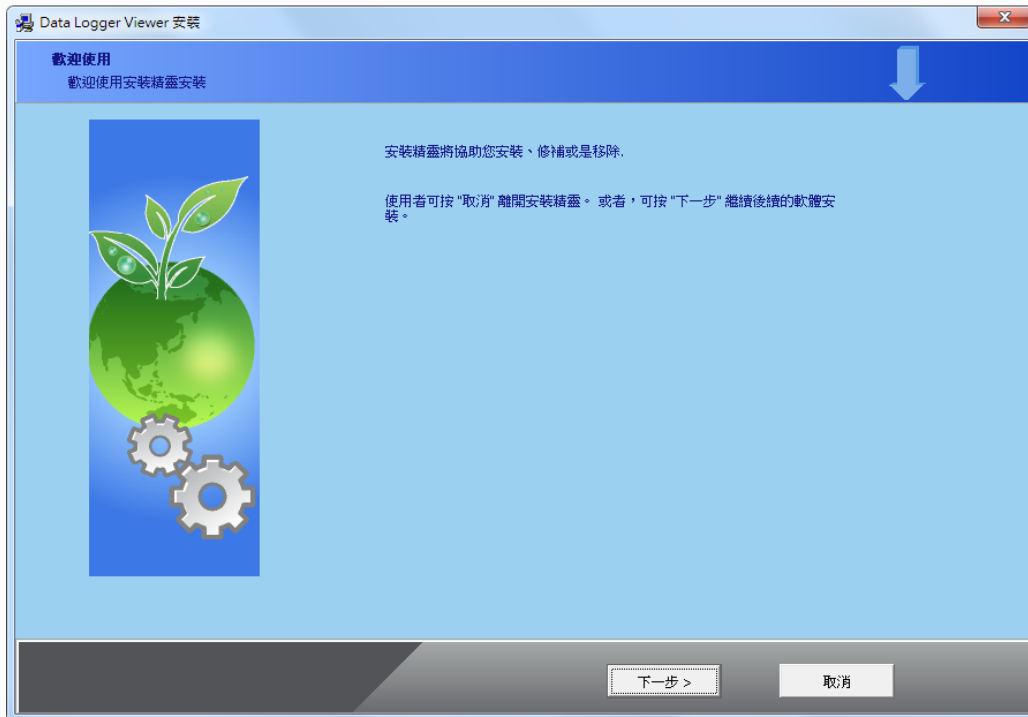 Data Logger Viewer 安裝
歡迎使用
歡迎使用安裝精靈安裝
安裝精靈將協助您安裝、修補或是移除.
使用者可按 "取消" 離開安裝精靈。 或者，可按 "下一步" 繼續後續的軟體安
裝。
下一步 >
取消